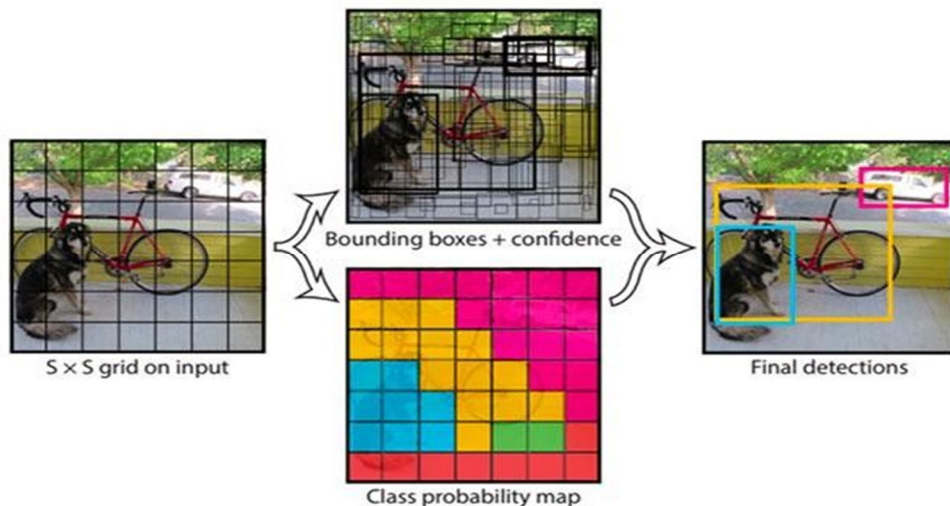 S × S grid on input
Bounding boxes + confidence
Class probability map
Final detections